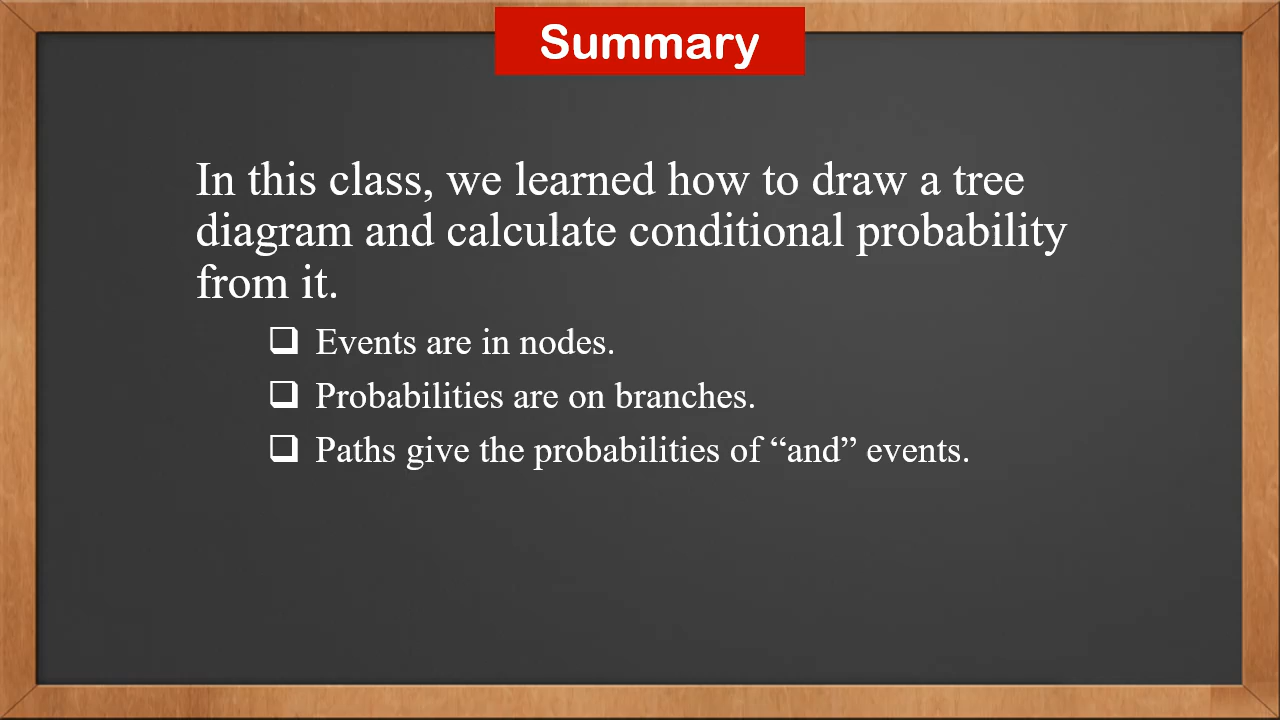 Summary
In this class, we learned how to draw a tree
diagram and calculate conditional probability
from it.
❑ Events are in nodes.
❑ Probabilities are on branches.
❑ Paths give the probabilities of “and” events.